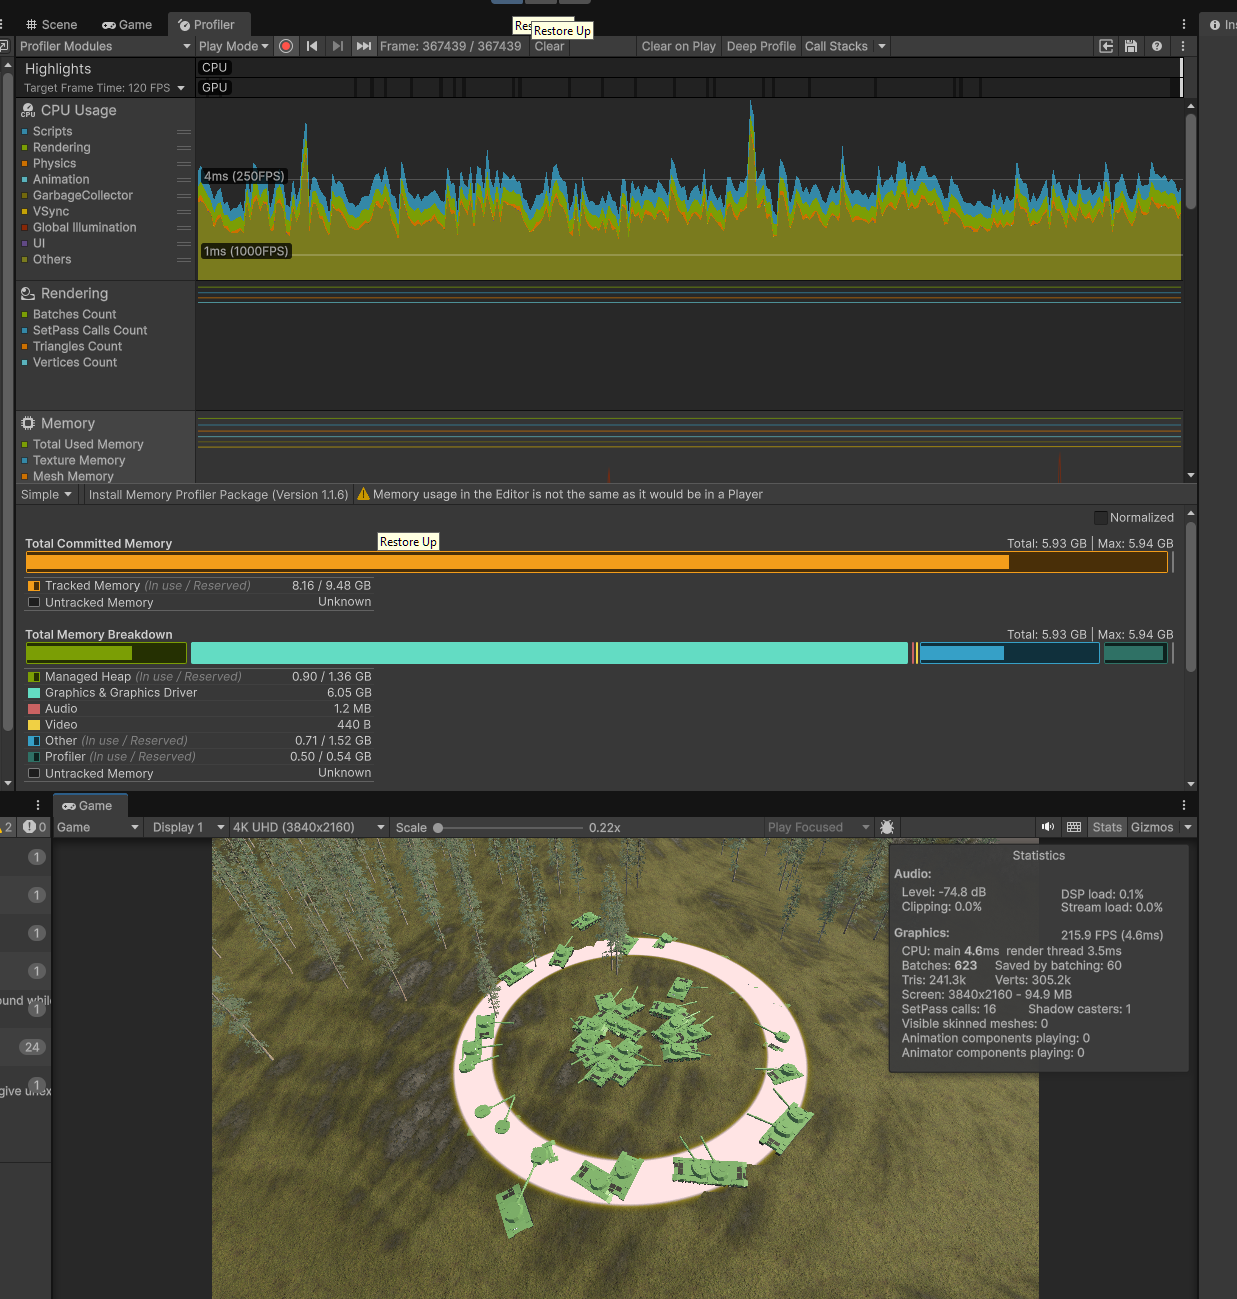 Scene Game Profiler
Res
Restore Up
Ins
Profiler Modules Play Mode Frame: 367439 / 367439 Clear Clear on Play Deep Profile Call Stacks
Highlights
Target Frame Time: 120 FPS
CPU
GPU
CPU Usage
Scripts
Rendering
Physics
Animation
GarbageCollector
VSync
Global Illumination
UI
Others
4ms (250FPS)
1ms (1000FPS)
Rendering
Batches Count
SetPass Calls Count
Triangles Count
Vertices Count
Memory
Total Used Memory
Texture Memory
Mesh Memory
Simple Install Memory Profiler Package (Version 1.1.6) Memory usage in the Editor is not the same as it would be in a Player
Normalized
Restore Up
Total Committed Memory Total: 5.93 GB | Max: 5.94 GB
Tracked Memory (In use / Reserved) 8.16 / 9.48 GB
Untracked Memory Unknown
Total Memory Breakdown Total: 5.93 GB | Max: 5.94 GB
Managed Heap (In use / Reserved) 0.90 / 1.36 GB
Graphics & Graphics Driver 6.05 GB
Audio 1.2 MB
Video 440 B
Other (In use / Reserved) 0.71 / 1.52 GB
Profiler (In use / Reserved) 0.50 / 0.54 GB
Untracked Memory Unknown
Game
2 0 Game Display 1 4K UHD (3840x2160) Scale 0.22x Play Focused Stats Gizmos
1
1
1
1
ound whil
1
24
1
give unex
Statistics
Audio:
Level: -74.8 dB DSP load: 0.1%
Clipping: 0.0% Stream load: 0.0%
Graphics: 215.9 FPS (4.6ms)
CPU: main 4.6ms render thread 3.5ms
Batches: 623 Saved by batching: 60
Tris: 241.3k Verts: 305.2k
Screen: 3840x2160 - 94.9 MB
SetPass calls: 16 Shadow casters: 1
Visible skinned meshes: 0
Animation components playing: 0
Animator components playing: 0